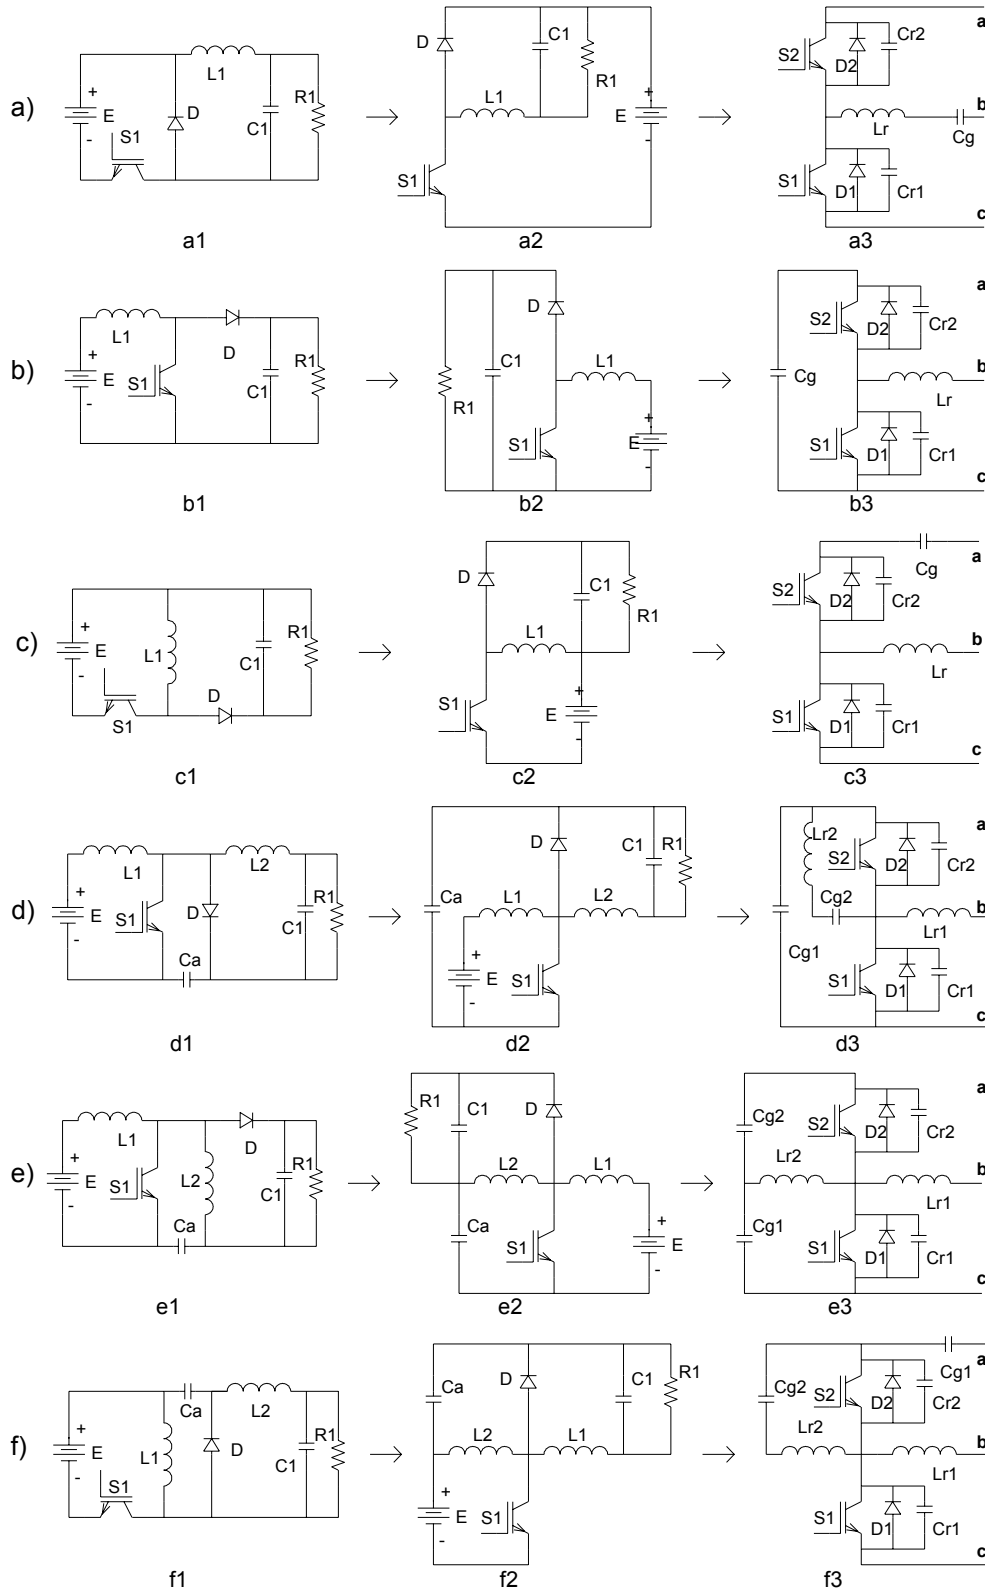 a)
+
E
-
S1
D
L1
C1
R1
a1
D
C1
R1
L1
S1
+
E
-
a2
S2
D2
Cr2
a
b
Lr
Cg
S1
D1
Cr1
c
a3
b)
L1
D
+
E
-
S1
C1
R1
b1
R1
C1
D
L1
S1
+
E
-
b2
Cg
S2
D2
Cr2
a
b
Lr
S1
D1
Cr1
c
b3
c)
+
E
-
L1
S1
D
C1
R1
c1
D
C1
R1
L1
S1
+
E
-
c2
Cg
a
S2
D2
Cr2
b
Lr
S1
D1
Cr1
c
c3
d)
L1
L2
+
E
-
S1
D
Ca
C1
R1
d1
Ca
D
C1
R1
L1
L2
+
E
-
S1
d2
Lr2
S2
D2
Cr2
a
Cg2
b
Lr1
Cg1
S1
D1
Cr1
c
d3
e)
L1
D
+
E
-
S1
L2
Ca
C1
R1
e1
R1
C1
D
L2
L1
Ca
S1
+
E
-
e2
Cg2
S2
D2
Cr2
a
Lr2
b
Lr1
Cg1
S1
D1
Cr1
c
e3
f)
Ca
L2
+
E
-
L1
D
S1
C1
R1
f1
Ca
D
C1
R1
L2
L1
+
E
-
S1
f2
a
Cg1
Cg2
S2
D2
Cr2
Lr2
b
Lr1
S1
D1
Cr1
c
f3